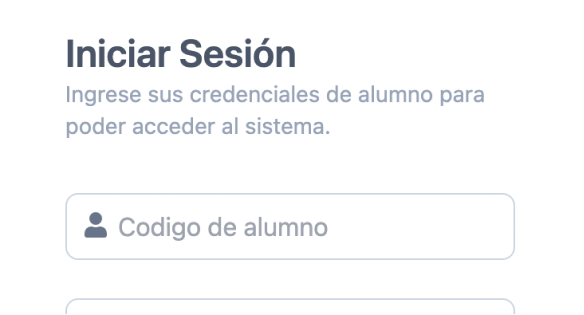 Iniciar Sesión
Ingrese sus credenciales de alumno para
poder acceder al sistema.
Codigo de alumno